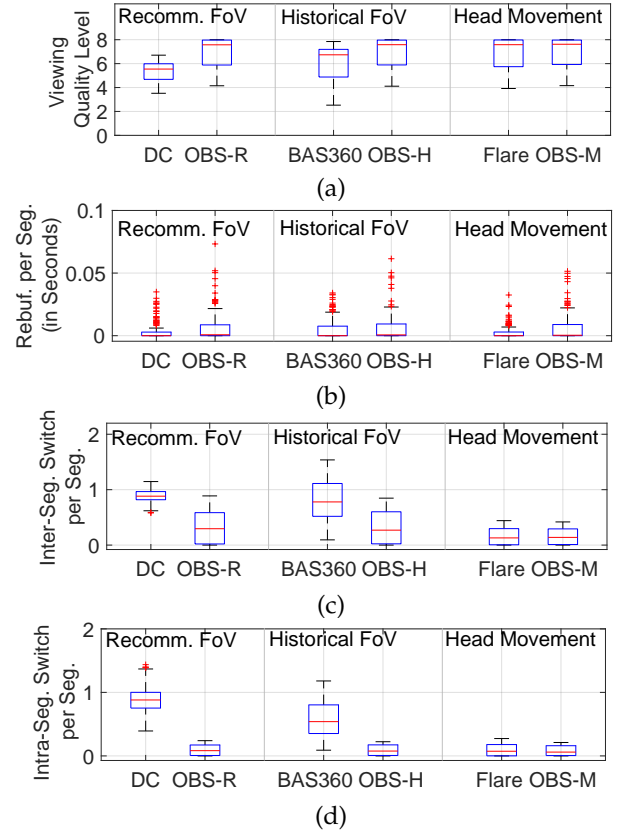 Recomm. FoV Historical FoV Head Movement
Viewing
Quality Level
8
6
4
2
0
DC OBS-R BAS360 OBS-H Flare OBS-M
(a)
Recomm. FoV Historical FoV Head Movement
Rebuf. per Seg.
(in Seconds)
0.1
0.05
0
DC OBS-R BAS360 OBS-H Flare OBS-M
(b)
Recomm. FoV Historical FoV Head Movement
Inter-Seg. Switch
per Seg.
2
1
0
DC OBS-R BAS360 OBS-H Flare OBS-M
(c)
Recomm. FoV Historical FoV Head Movement
Intra-Seg. Switch
per Seg.
2
1
0
DC OBS-R BAS360 OBS-H Flare OBS-M
(d)